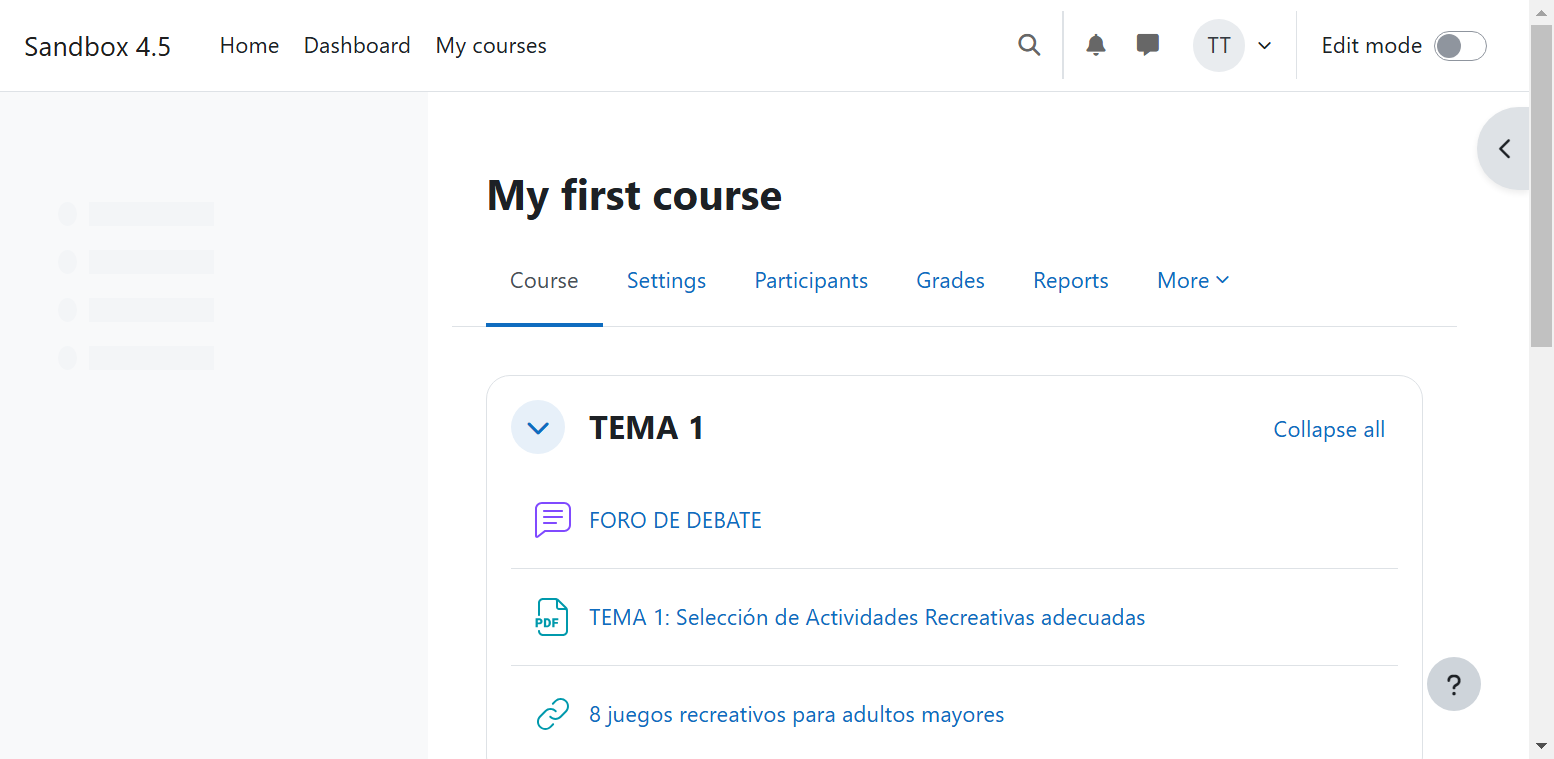 Sandbox 4.5 Home Dashboard My courses TT Edit mode
My first course
Course Settings Participants Grades Reports More
TEMA 1 Collapse all
FORO DE DEBATE
PDF TEMA 1: Selección de Actividades Recreativas adecuadas
8 juegos recreativos para adultos mayores
?